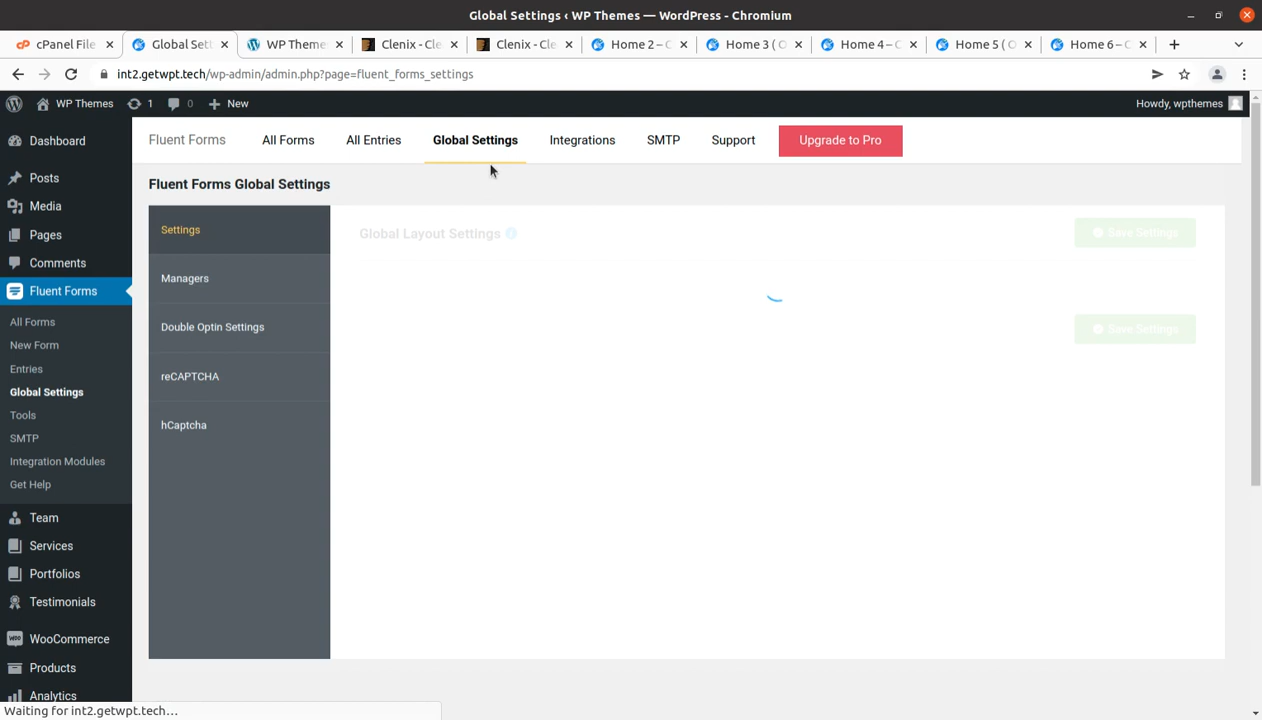 Global Settings ‹ WP Themes — WordPress - Chromium
cPanel File
Global Sett
WP Theme
Clenix - Cle
Clenix - Cle
Home 2 – C
Home 3 ( O
Home 4 – C
Home 5 ( O
Home 6 – C
int2.getwpt.tech/wp-admin/admin.php?page=fluent_forms_settings
WP Themes
1
0
New
Howdy, wpthemes
Dashboard
Posts
Media
Pages
Comments
Fluent Forms
All Forms
New Form
Entries
Global Settings
Tools
SMTP
Integration Modules
Get Help
Team
Services
Portfolios
Testimonials
WooCommerce
Products
Analytics
Fluent Forms
All Forms
All Entries
Global Settings
Integrations
SMTP
Support
Upgrade to Pro
Fluent Forms Global Settings
Settings
Managers
Double Optin Settings
reCAPTCHA
hCaptcha
Global Layout Settings
Save Settings
Save Settings
Waiting for int2.getwpt.tech…